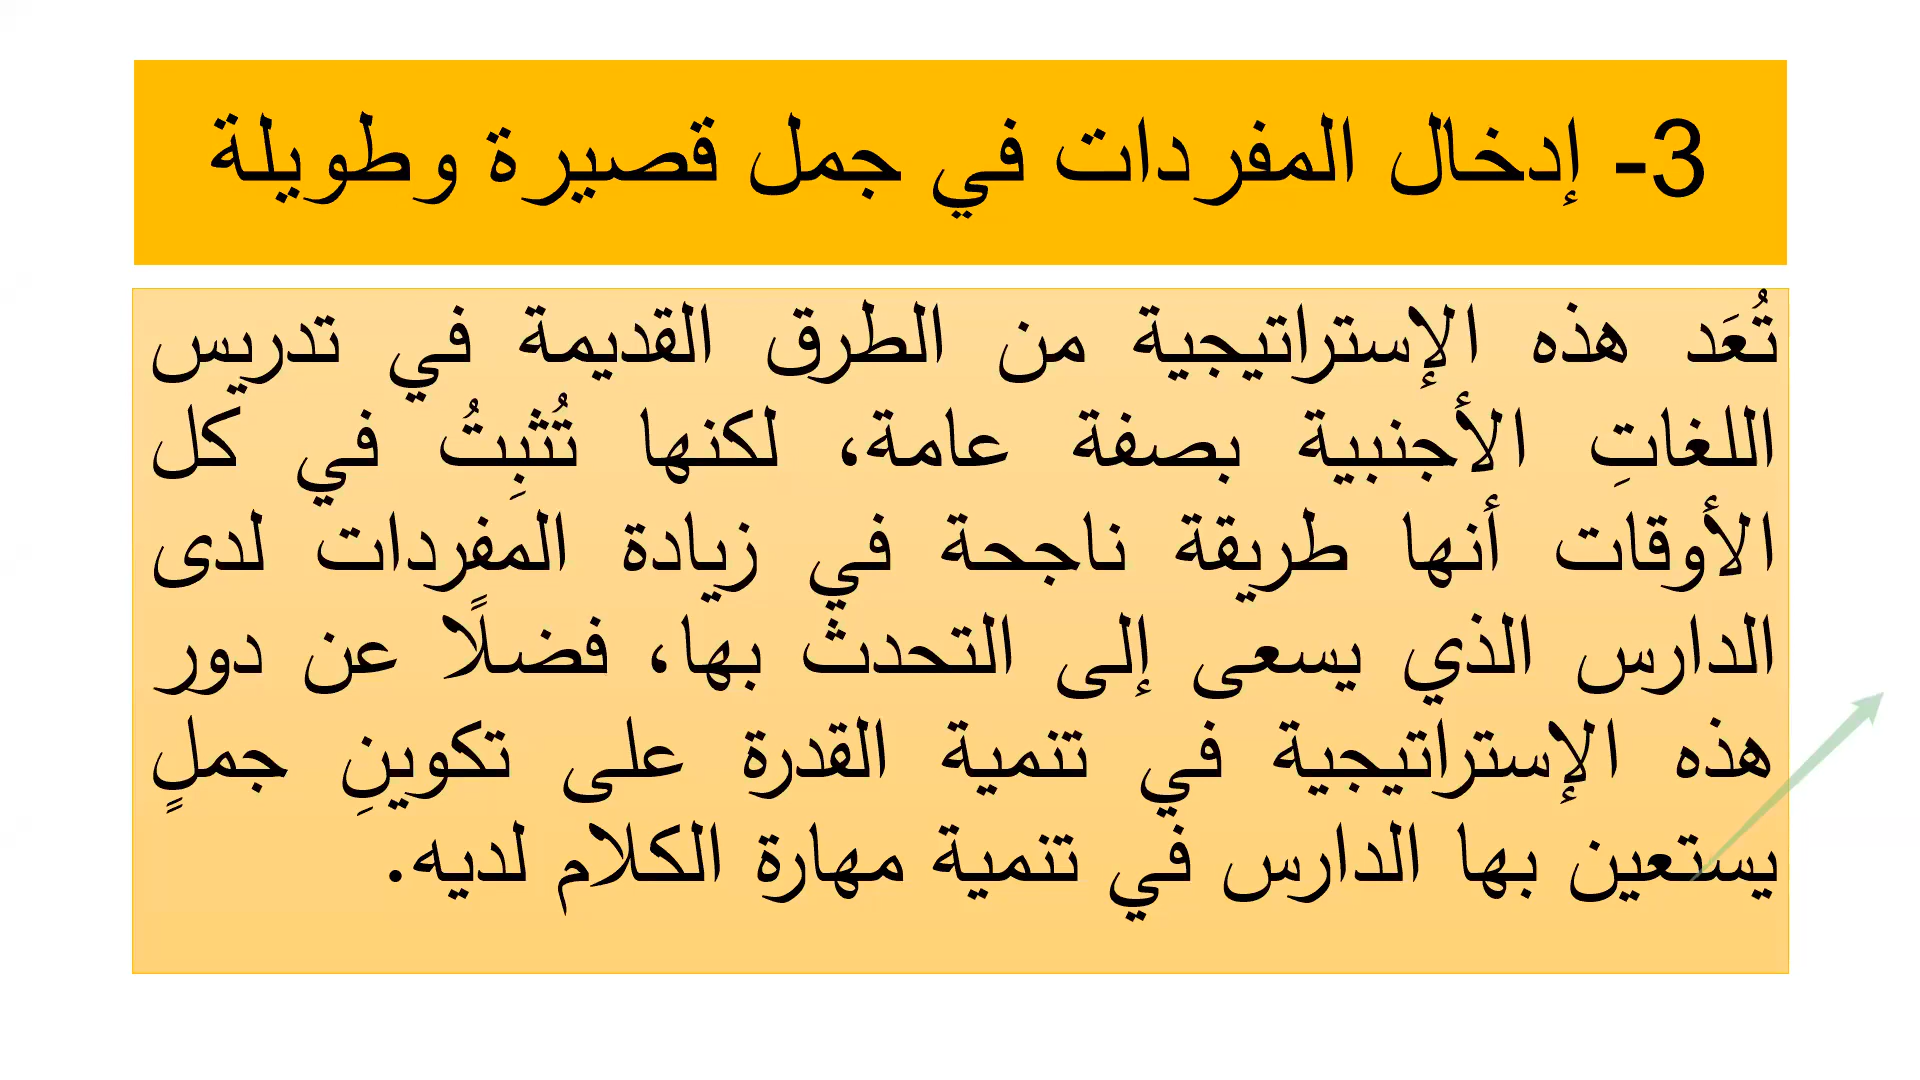 3- إدخال المفردات في جمل قصيرة وطويلة
تُعَد هذه الإستراتيجية من الطرق القديمة في تدريس
اللغاتِ الأجنبية بصفة عامة، لكنها تُثبِتُ في كل
الأوقات أنها طريقة ناجحة في زيادة المفردات لدى
الدارس الذي يسعى إلى التحدث بها، فضلًا عن دور
هذه الإستراتيجية في تنمية القدرة على تكوينِ جملٍ
يستعين بها الدارس في تنمية مهارة الكلام لديه.